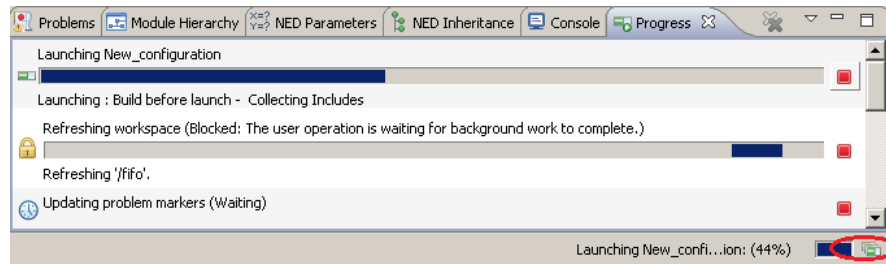 Problems Module Hierarchy X=? Y=? NED Parameters NED Inheritance Console Progress
Launching New_configuration
Launching : Build before launch - Collecting Includes
Refreshing workspace (Blocked: The user operation is waiting for background work to complete.)
Refreshing '/fifo'.
Updating problem markers (Waiting)
Launching New_confi...ion: (44%)